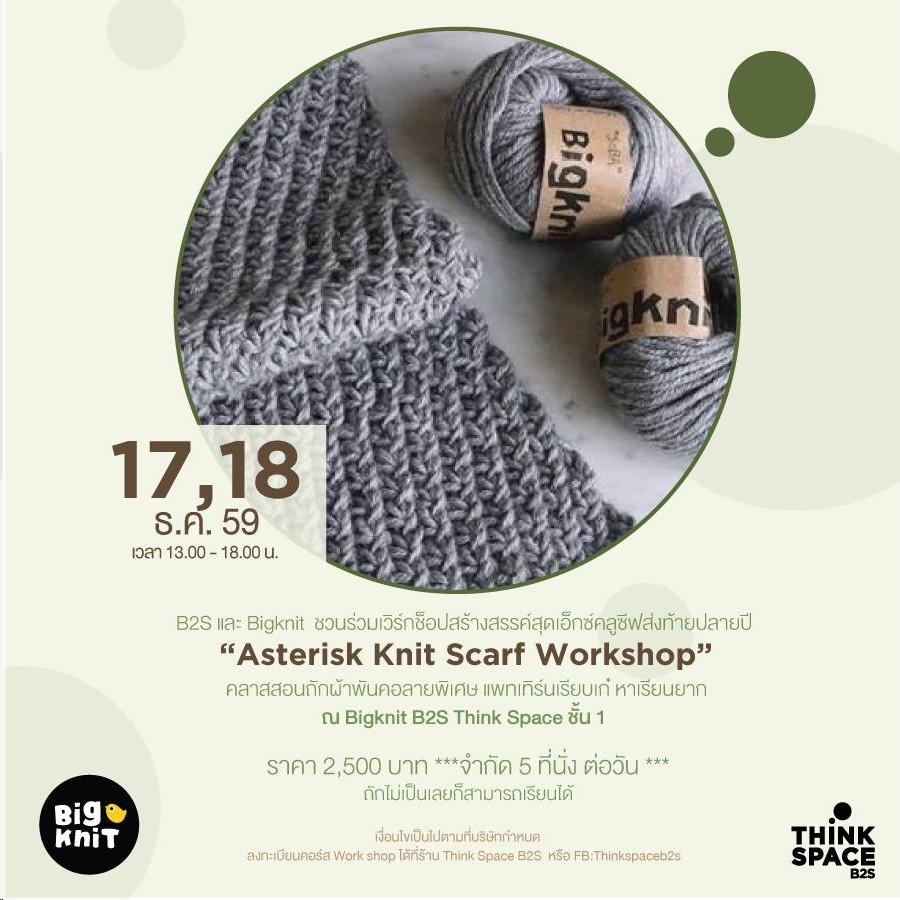 "SoBA"
Bigkn
igknit
17,18
ธ.ค. 59
เวลา 13.00 - 18.00 น.
B2S และ Bigknit ชวนร่วมเวิร์กช็อปสร้างสรรค์สุดเอ็กซ์คลูซีฟส่งท้ายปลายปี
“Asterisk Knit Scarf Workshop”
คลาสสอนถักผ้าพันคอลายพิเศษ แพทเทิร์นเรียบเก๋ หาเรียนยาก
ณ Bigknit B2S Think Space ชั้น 1
ราคา 2,500 บาท ***จำกัด 5 ที่นั่ง ต่อวัน ***
ถักไม่เป็นเลยก็สามารถเรียนได้
เงื่อนไขเป็นไปตามที่บริษัทกำหนด
ลงทะเบียนคอร์ส Work shop ได้ที่ร้าน Think Space B2S หรือ FB:Thinkspaceb2s
Big
Knit
THINK
SPACE
B2S